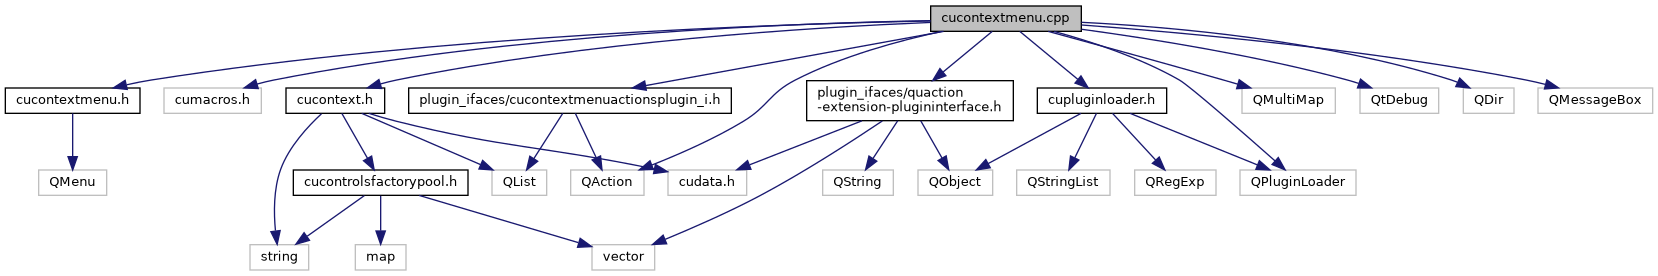 cucontextmenu.cpp
cucontextmenu.h
cumacros.h
cucontext.h
plugin_ifaces/cucontextmenuactionsplugin_i.h
plugin_ifaces/quaction
-extension-plugininterface.h
cupluginloader.h
QMultiMap
QtDebug
QDir
QMessageBox
QMenu
cucontrolsfactorypool.h
QList
QAction
cudata.h
QString
QObject
QStringList
QRegExp
QPluginLoader
string
map
vector